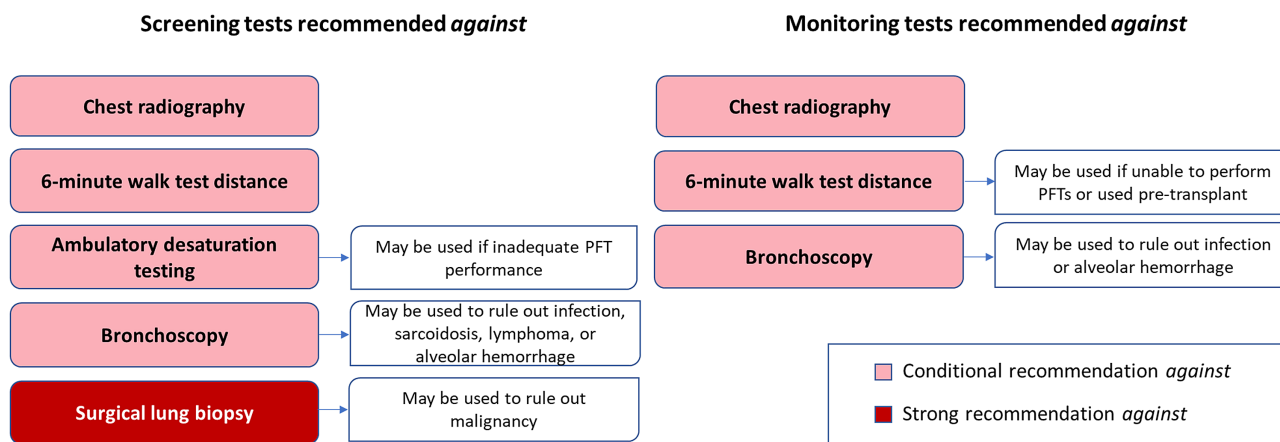 Screening tests recommended against
Chest radiography
6-minute walk test distance
Ambulatory desaturation
testing
May be used if inadequate PFT
performance
Bronchoscopy
May be used to rule out infection,
sarcoidosis, lymphoma, or
alveolar hemorrhage
Surgical lung biopsy
May be used to rule out
malignancy
Monitoring tests recommended against
Chest radiography
6-minute walk test distance
May be used if unable to perform
PFTs or used pre-transplant
Bronchoscopy
May be used to rule out infection
or alveolar hemorrhage
Conditional recommendation against
Strong recommendation against